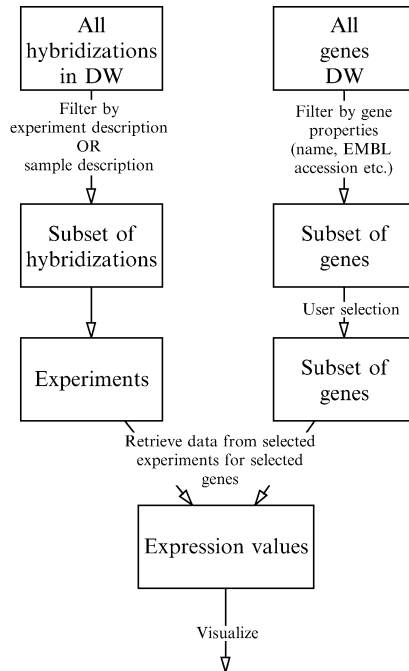 All
hybridizations
in DW
All
genes
DW
Filter by
experiment description
OR
sample description
Filter by gene
properties
(name, EMBL
accession etc.)
Subset of
hybridizations
Subset of
genes
User selection
Experiments
Subset of
genes
Retrieve data from selected
experiments for selected
genes
Expression values
Visualize